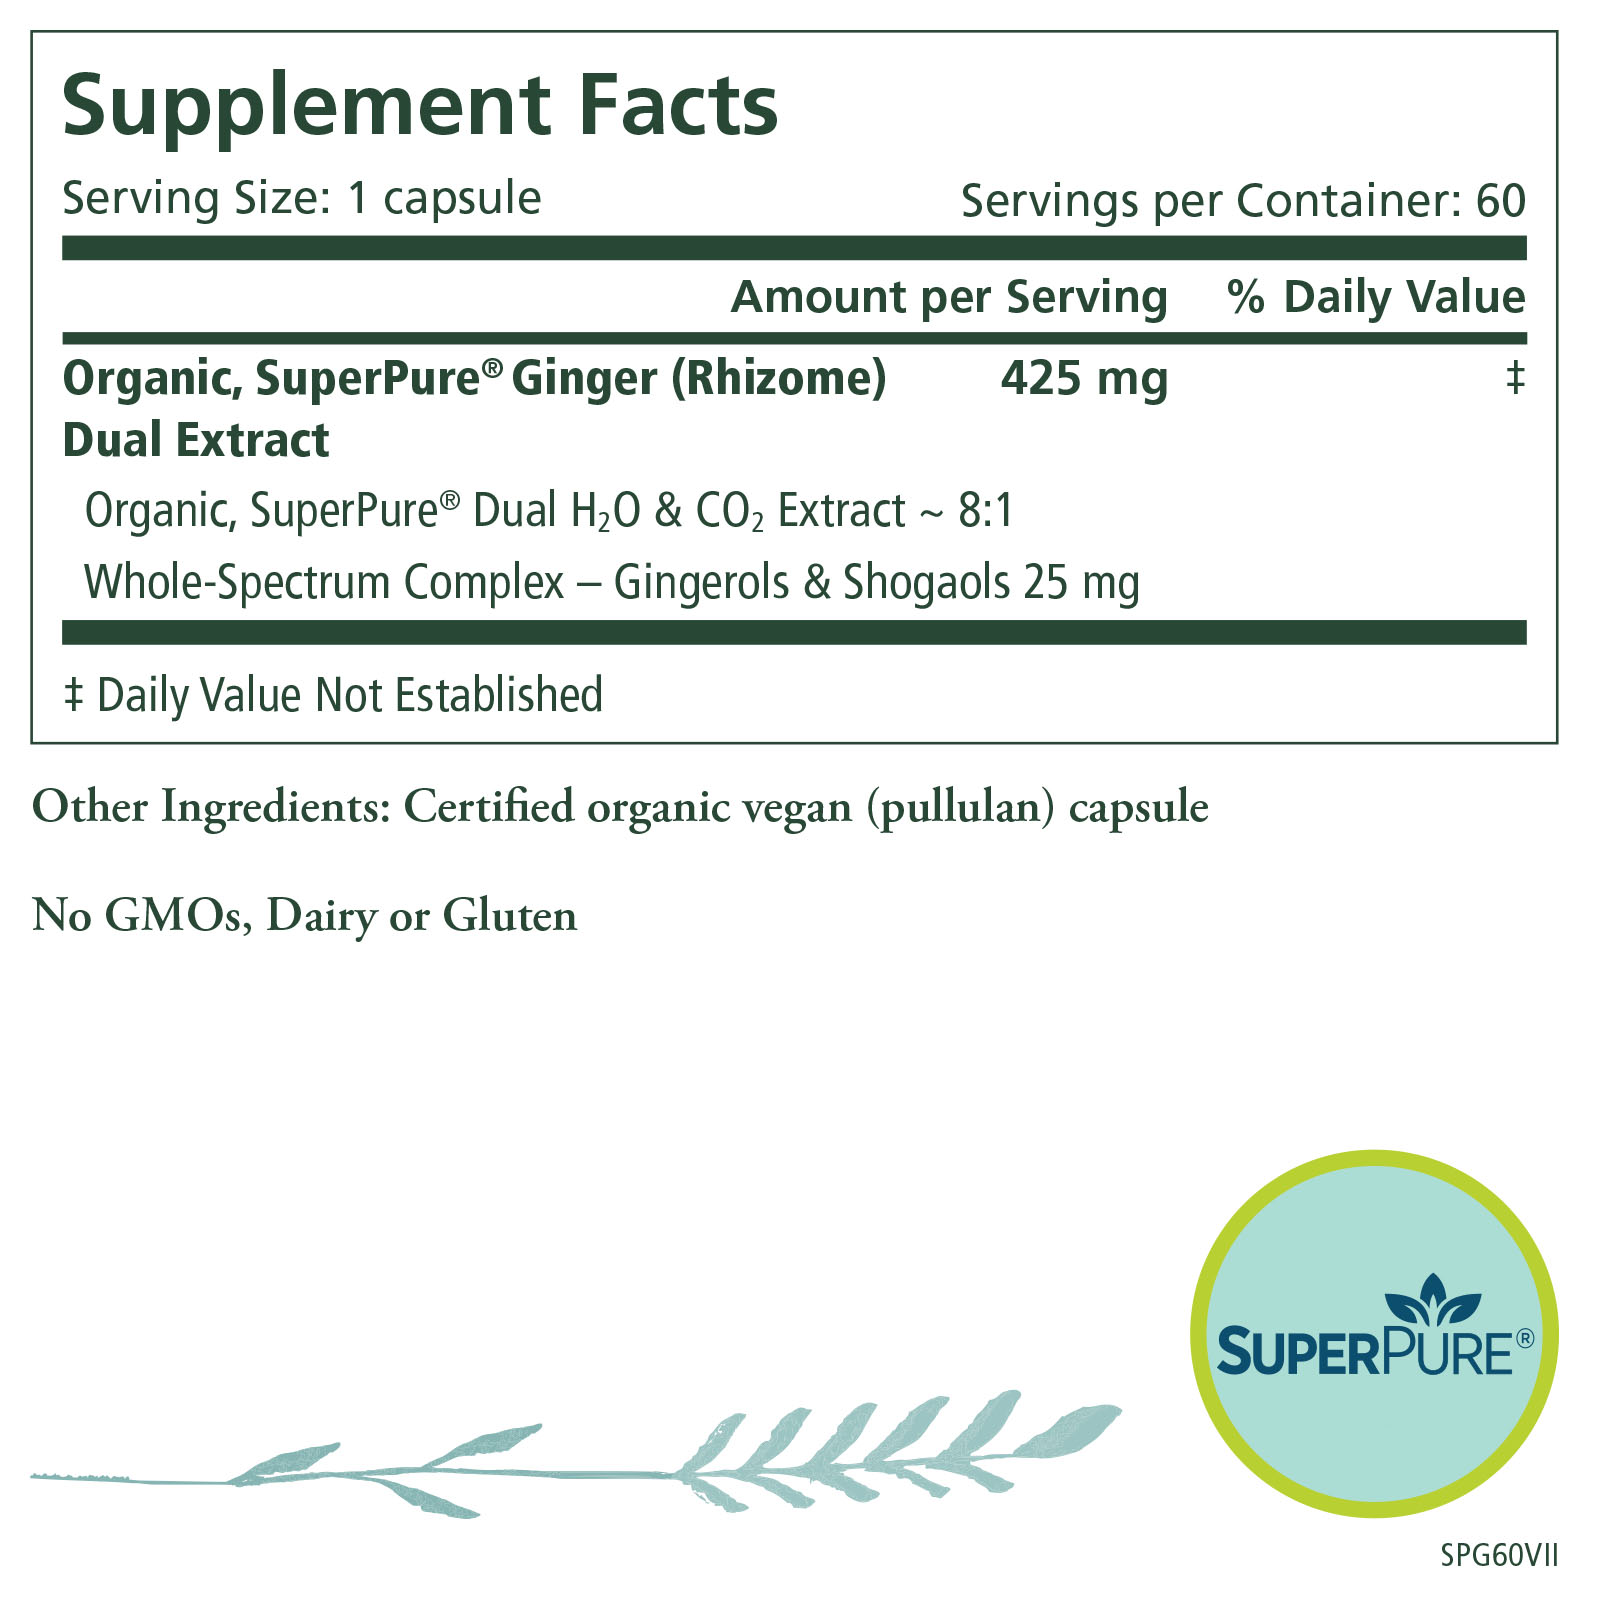 Supplement Facts
Serving Size: 1 capsule Servings per Container: 60
Amount per Serving % Daily Value
Organic, SuperPure® Ginger (Rhizome) 425 mg ‡
Dual Extract
Organic, SuperPure® Dual H₂O & CO₂ Extract ~ 8:1
Whole-Spectrum Complex – Gingerols & Shogaols 25 mg
‡ Daily Value Not Established
Other Ingredients: Certified organic vegan (pullulan) capsule
No GMOs, Dairy or Gluten
SUPERPURE®
SPG60VII